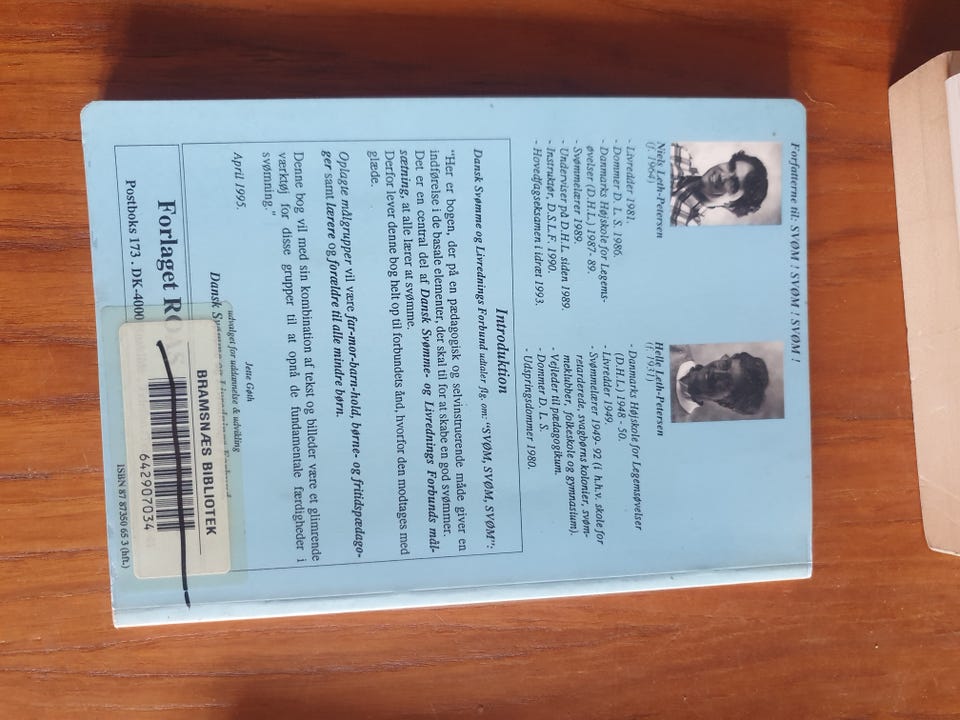 Forfatterne til: SVØM ! SVØM ! SVØM !
Niels Leth-Petersen
(f. 1964)
- Livredder 1981.
- Dommer D. L. S. 1986.
- Danmarks Højskole for Legems-
øvelser (D.H.L.) 1987- 89.
- Svømmelærer 1989.
- Underviser på D.H.L. siden 1989.
- Instruktør, D.S.L.F. 1990.
- Hovedfagseksamen i idræt 1993.
Helle Leth-Petersen
(f. 1931)
- Danmarks Højskole for Legemsøvelser
(D.H.L.) 1948 - 50.
- Livredder 1949.
- Svømmelærer 1949- 92 (i h.h.v. skole for
retarderede, svagbørns kolonier, svøm-
meklubber, folkeskole og gymnasium).
- Vejleder til pædagogikum.
- Dommer D. L. S.
- Udspringsdommer 1980.
Introduktion
Dansk Svømme og Livrednings Forbund udtaler flg. om: "SVØM, SVØM, SVØM":
"Her er bogen, der på en pædagogisk og selvinstruerende måde giver en
indførelse i de basale elementer, der skal til for at skabe en god svømmer.
Det er en central del af Dansk Svømme- og Livrednings Forbunds mål-
sætning, at alle lærer at svømme.
Derfor lever denne bog helt op til forbundets ånd, hvorfor den modtages med
glæde.
Oplagte målgrupper vil være far-mor-barn-hold, børne- og fritidspædago-
ger samt lærere og forældre til alle mindre børn.
Denne bog vil med sin kombination af tekst og billeder være et glimrende
værktøj for disse grupper til at opnå de fundamentale færdigheder i
svømning."
April 1995.
Jette Gøth
udvalget for uddannelse & udvikling
Dansk Svømme og Livrednings Forbund
Forlaget
Postboks 173 . DK-4000
BRAMSNÆS BIBLIOTEK
642907034
ISBN 87 87350 65 3 (hft.)